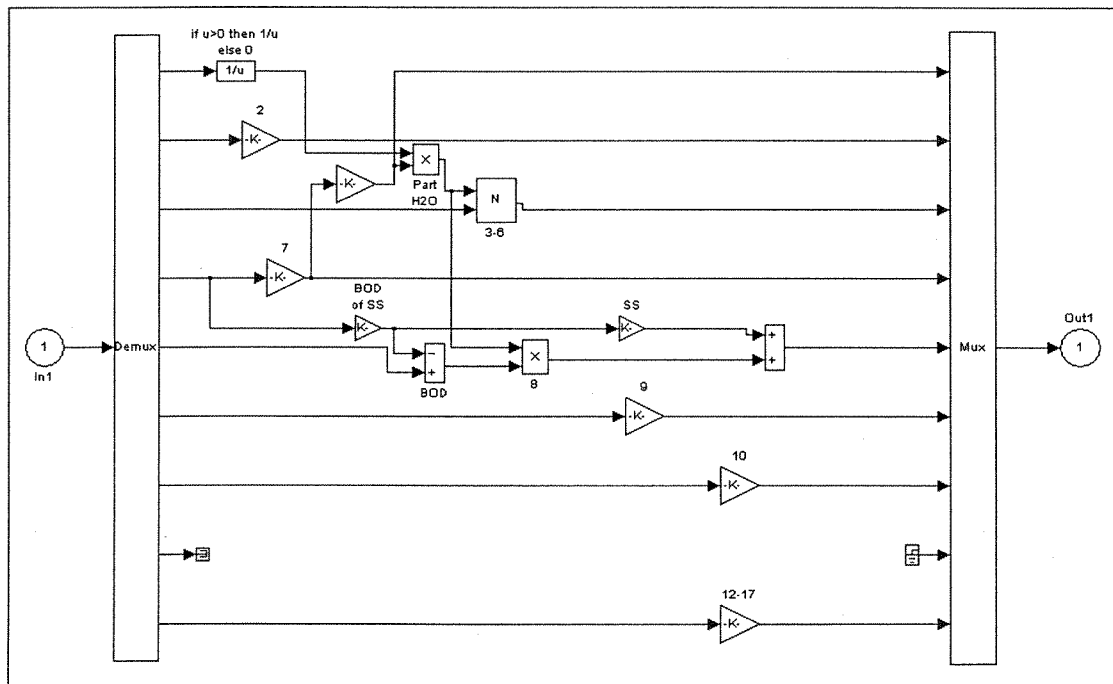 if u>0 then 1/u
else 0
1/u
2
-K-
×
Part
H2O
-K-
N
3-6
7
-K-
BOD
of SS
K-
SS
K-
+
+
Out1
1
In1
1
Demux
−
+
BOD
×
8
Mux
9
-K-
10
-K-
12-17
-K-